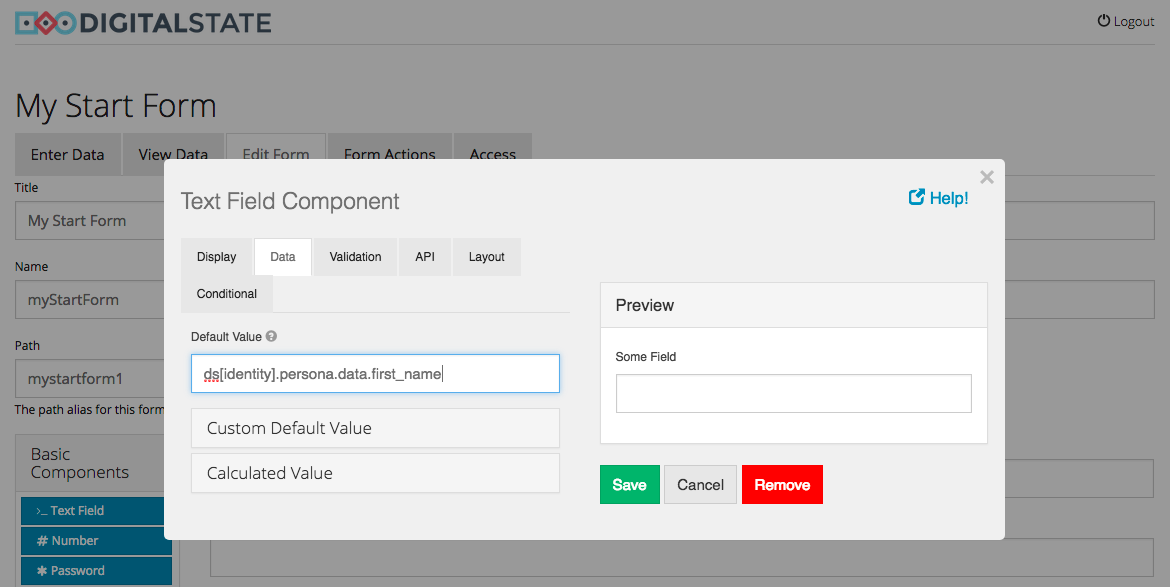 DIGITALSTATE
Logout
My Start Form
Enter Data
View Data
Edit Form
Form Actions
Access
Title
My Start Form
Name
myStartForm
Path
mystartform1
The path alias for this form
Basic
Components
>_ Text Field
# Number
✱ Password
×
Text Field Component
Help!
Display
Data
Validation
API
Layout
Conditional
Default Value ?
ds[identity].persona.data.first_name
Custom Default Value
Calculated Value
Preview
Some Field
Save
Cancel
Remove